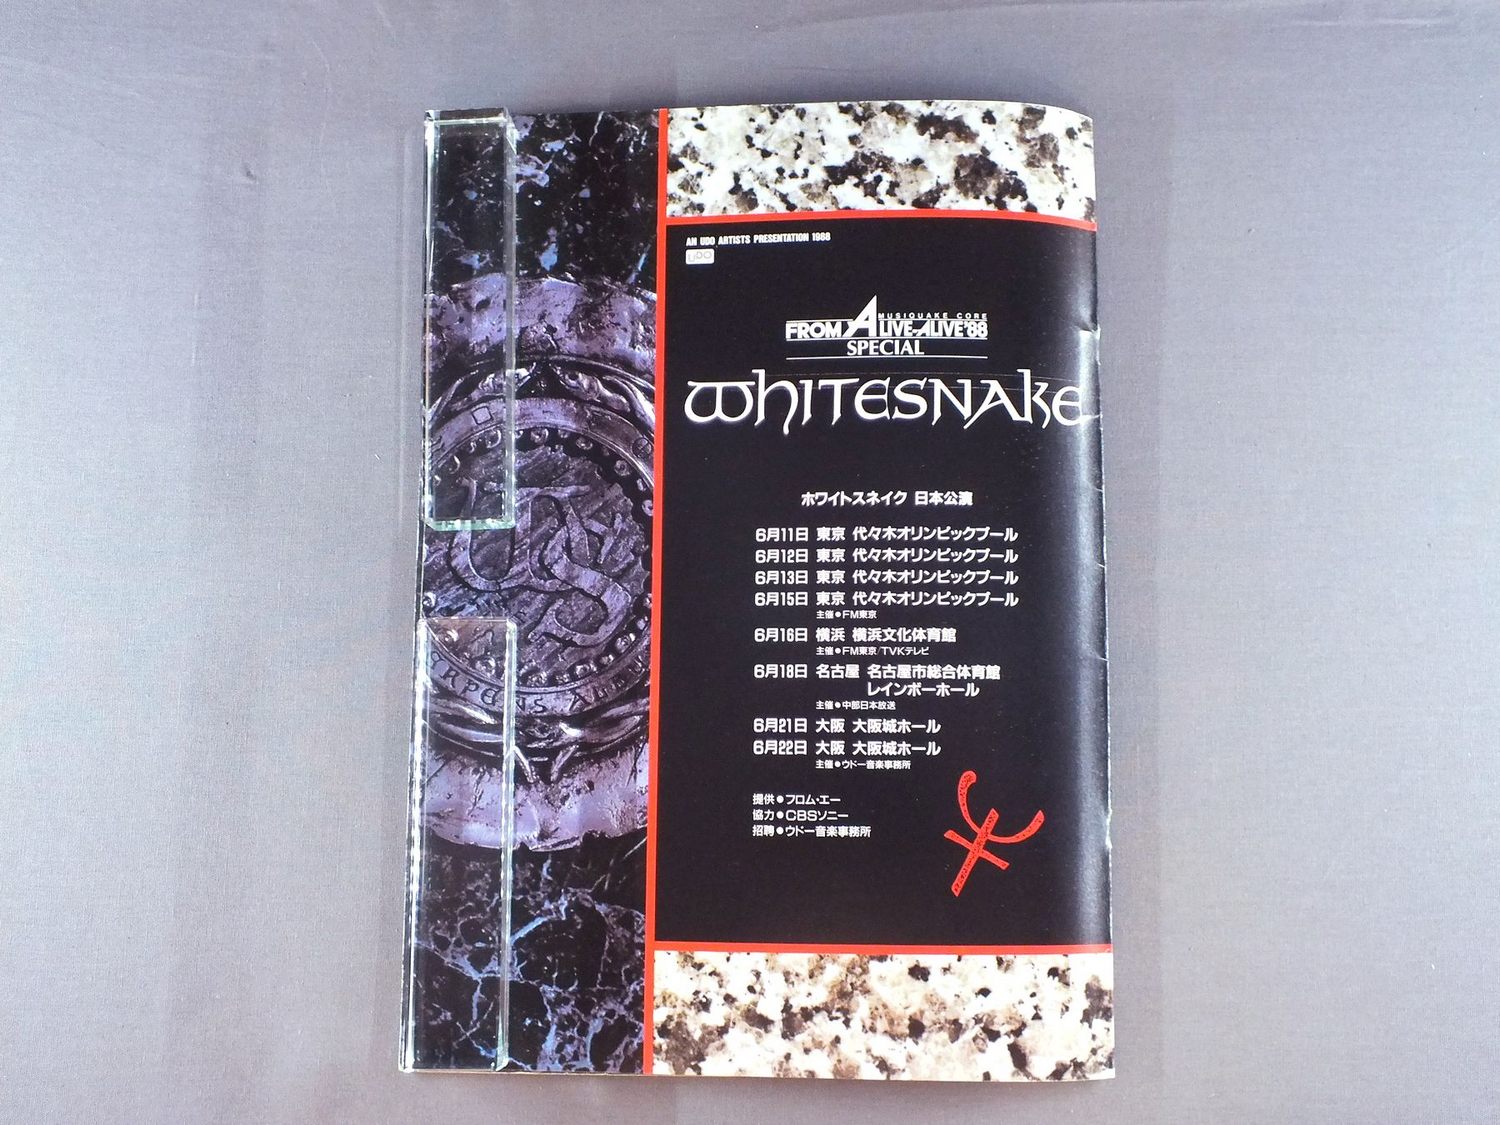 AN UDO ARTISTS PRESENTATION 1988
UDO
MUSIQUAKE CORE
FROM A LIVE-ALIVE'88
SPECIAL
WHITESNAKE
ホワイトスネイク 日本公演
6月11日 東京 代々木オリンピックプール
6月12日 東京 代々木オリンピックプール
6月13日 東京 代々木オリンピックプール
6月15日 東京 代々木オリンピックプール
主催●FM東京
6月16日 横浜 横浜文化体育館
主催●FM東京/TVKテレビ
6月18日 名古屋 名古屋市総合体育館
レインボーホール
主催●中部日本放送
6月21日 大阪 大阪城ホール
6月22日 大阪 大阪城ホール
主催●ウドー音楽事務所
提供●フロム・エー
協力●CBSソニー
招聘●ウドー音楽事務所